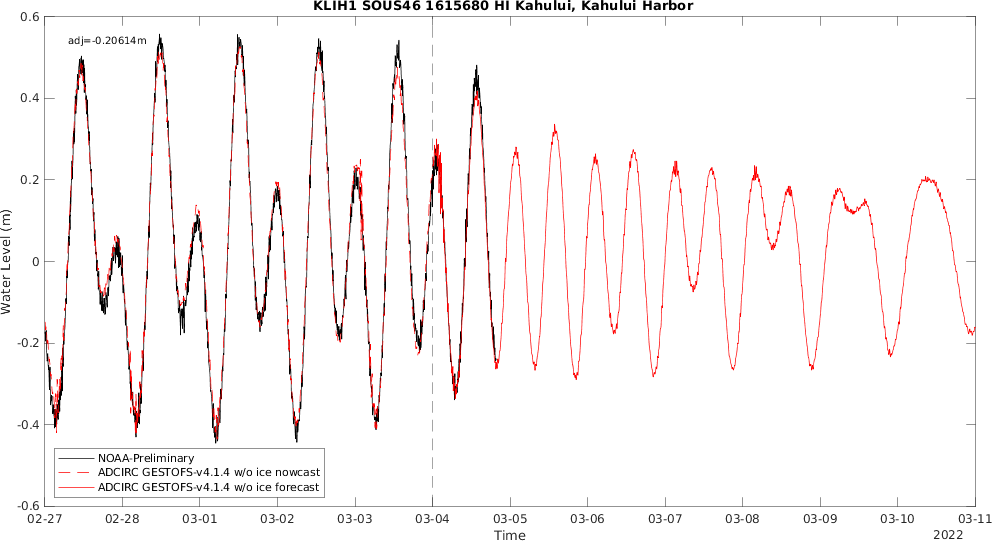 KLIH1 SOUS46 1615680 HI Kahului, Kahului Harbor
adj=-0.20614m
Water Level (m)
0.6
0.4
0.2
0
-0.2
-0.4
-0.6
NOAA-Preliminary
ADCIRC GESTOFS-v4.1.4 w/o ice nowcast
ADCIRC GESTOFS-v4.1.4 w/o ice forecast
02-27 02-28 03-01 03-02 03-03 03-04 03-05 03-06 03-07 03-08 03-09 03-10 03-11
Time
2022